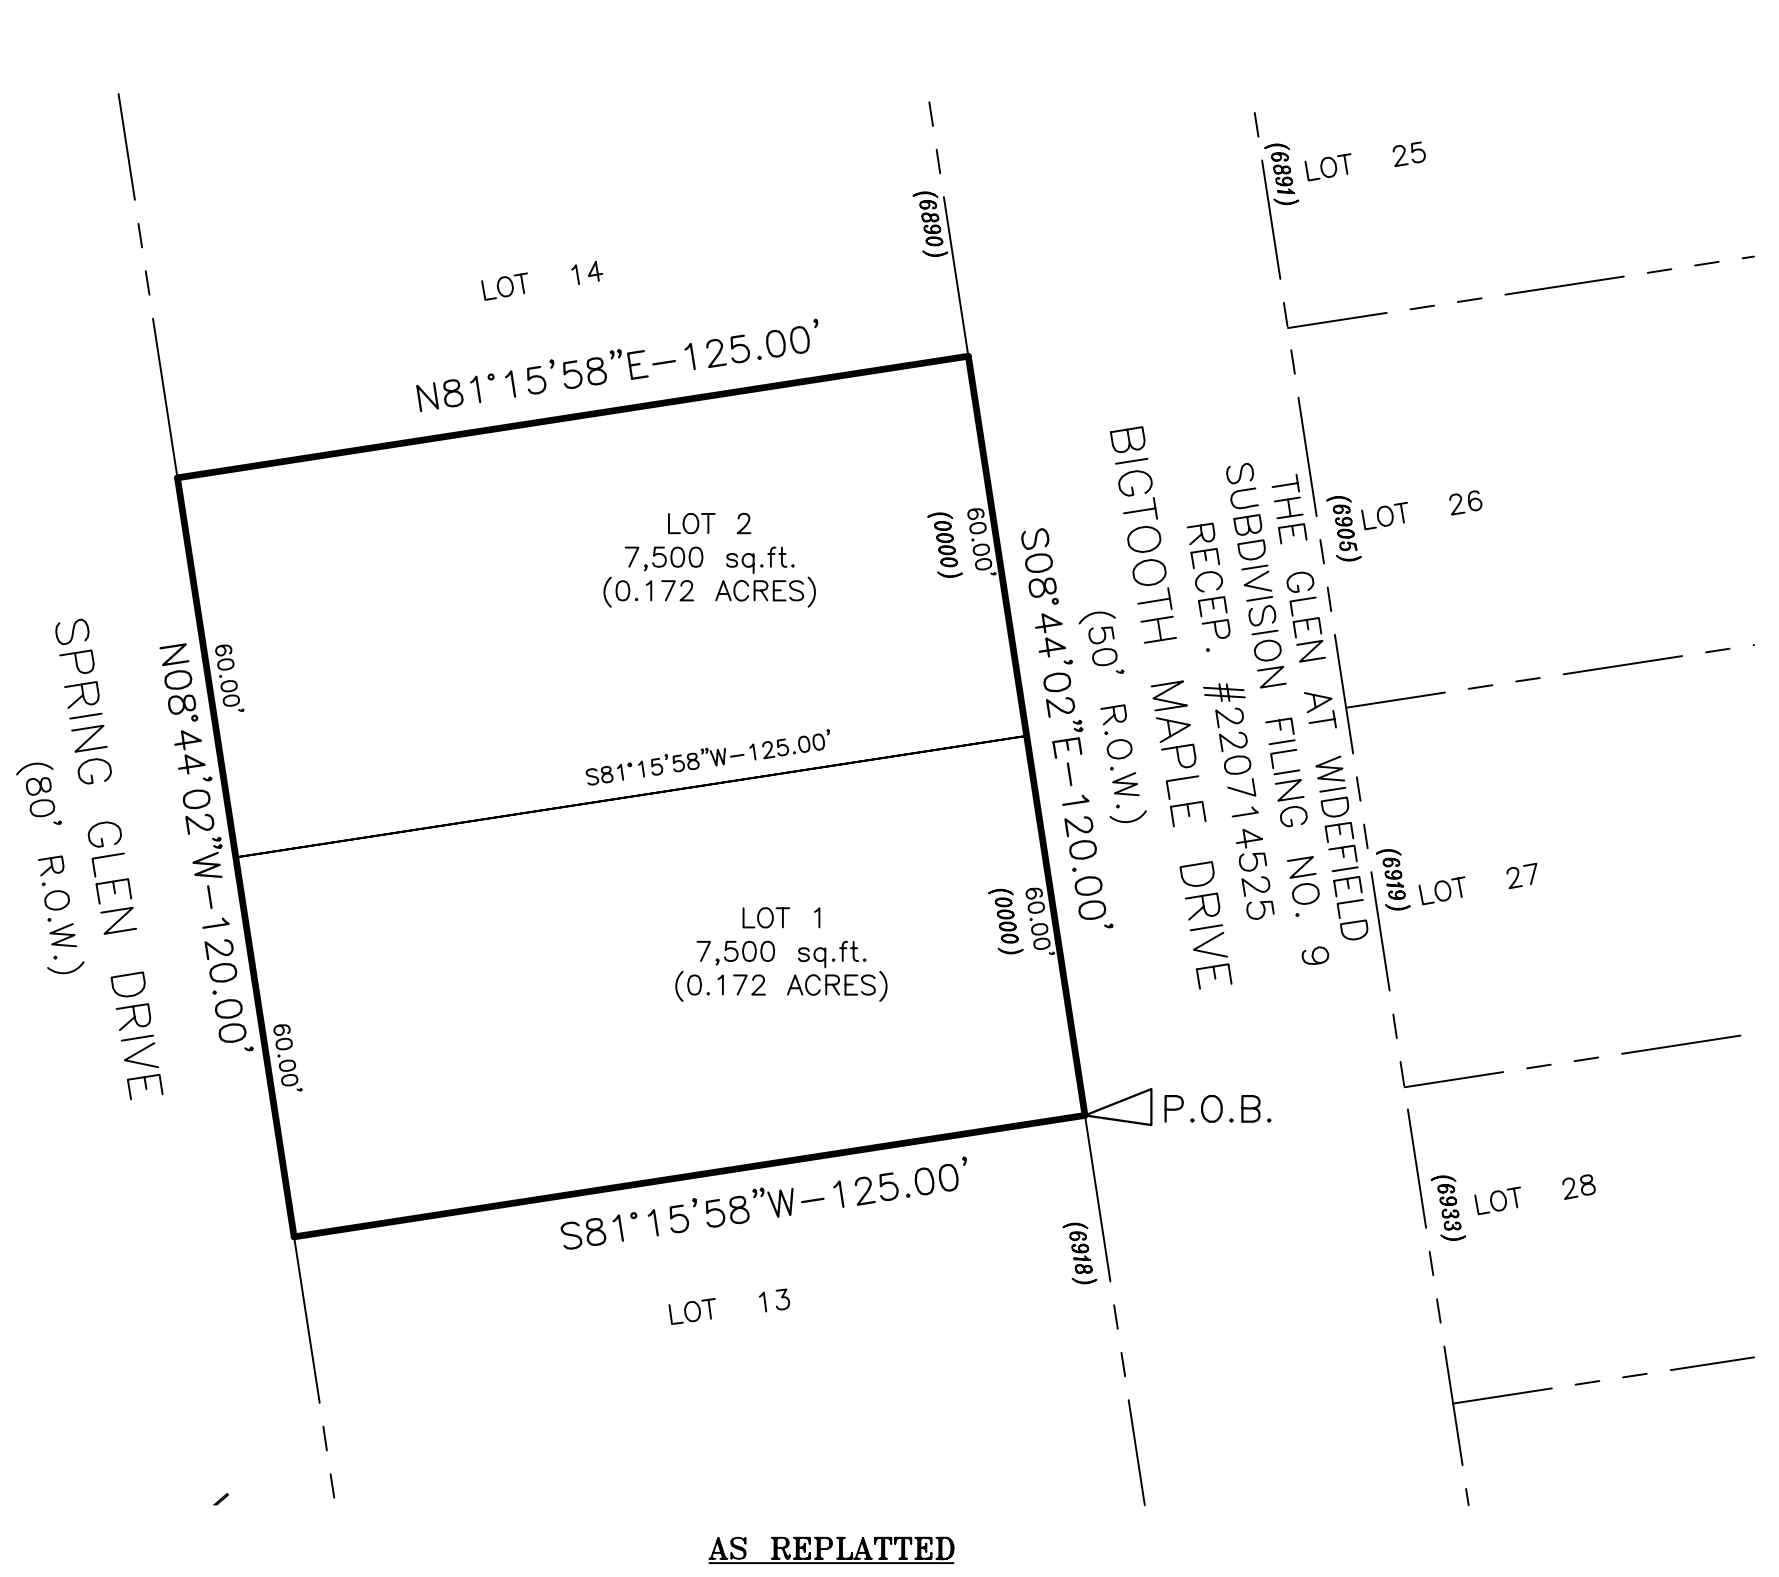 (6891)
LOT 25
(6890)
LOT 14
N81°15'58"E-125.00'
LOT 2
7,500 sq.ft.
(0.172 ACRES)
60.00'
(0000)
S08°44'02"E-120.00'
BIGTOOTH MAPLE DRIVE
(50' R.O.W.)
THE GLEN AT WIDEFIELD
SUBDIVISION FILING NO. 9
RECEP. #220714525
(6905)
LOT 26
SPRING GLEN DRIVE
(80' R.O.W.)
N08°44'02"W-120.00'
60.00'
S81°15'58"W-125.00'
LOT 1
7,500 sq.ft.
(0.172 ACRES)
60.00'
(0000)
(6919)
LOT 27
60.00'
P.O.B.
S81°15'58"W-125.00'
(6933)
LOT 28
(6918)
LOT 13
AS REPLATTED